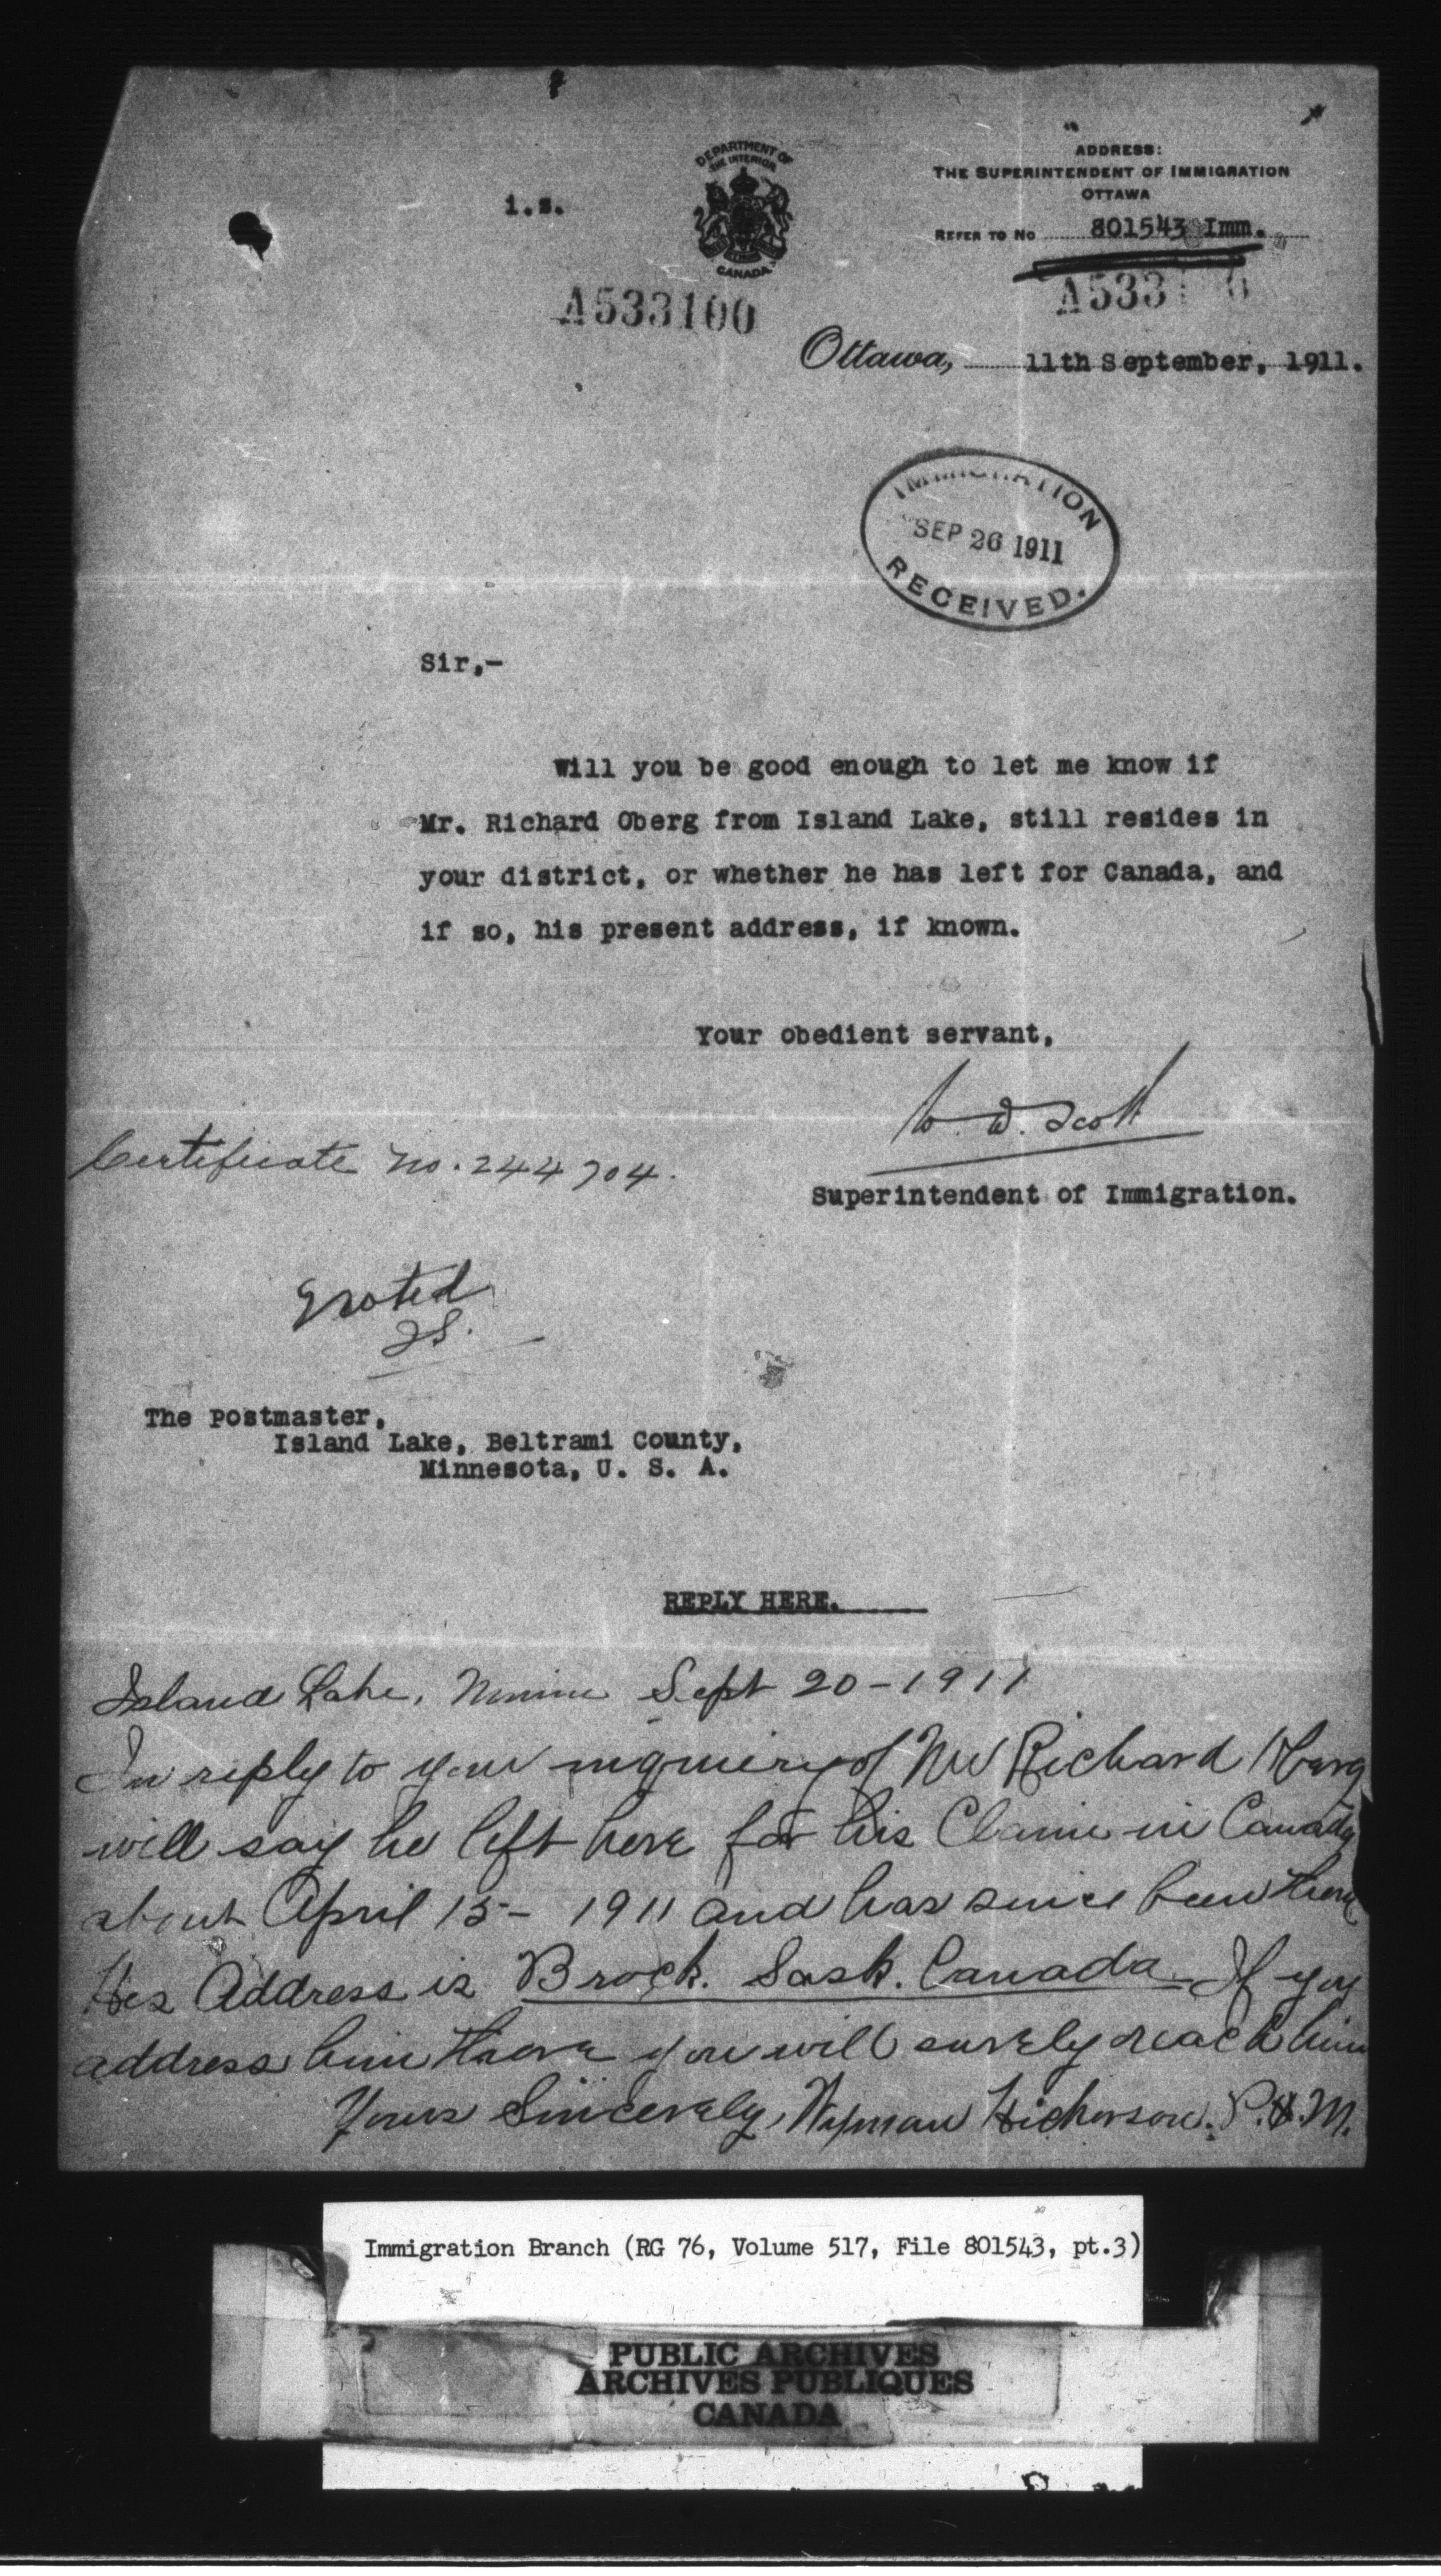 ADDRESS:
THE SUPERINTENDENT OF IMMIGRATION
OTTAWA
REFER TO No 801543 Imm.
i.s.
DEPARTMENT OF
THE INTERIOR
CANADA
A533100
A533
Ottawa, 11th September, 1911.
IMMIGRATION
SEP 26 1911
RECEIVED.
Sir,-
Will you be good enough to let me know if
Mr. Richard Oberg from Island Lake, still resides in
your district, or whether he has left for Canada, and
if so, his present address, if known.
Your obedient servant,
W. D. Scott
Superintendent of Immigration.
Certificate No. 244704.
Noted
The Postmaster,
Island Lake, Beltrami County,
Minnesota, U. S. A.
REPLY HERE.
Island Lake, Minn Sept 20-1911
In reply to your inquiery of Mr Richard
will say he left here for his Claim in Canada
about April 15- 1911 and has since been there
His Address is Brock. Sask. Canada If you
address him there you will surely reach him
Yours Sincerely, Wyman Hickerson. P.M.
Immigration Branch (RG 76, Volume 517, File 801543, pt.3)
PUBLIC ARCHIVES
ARCHIVES PUBLIQUES
CANADA